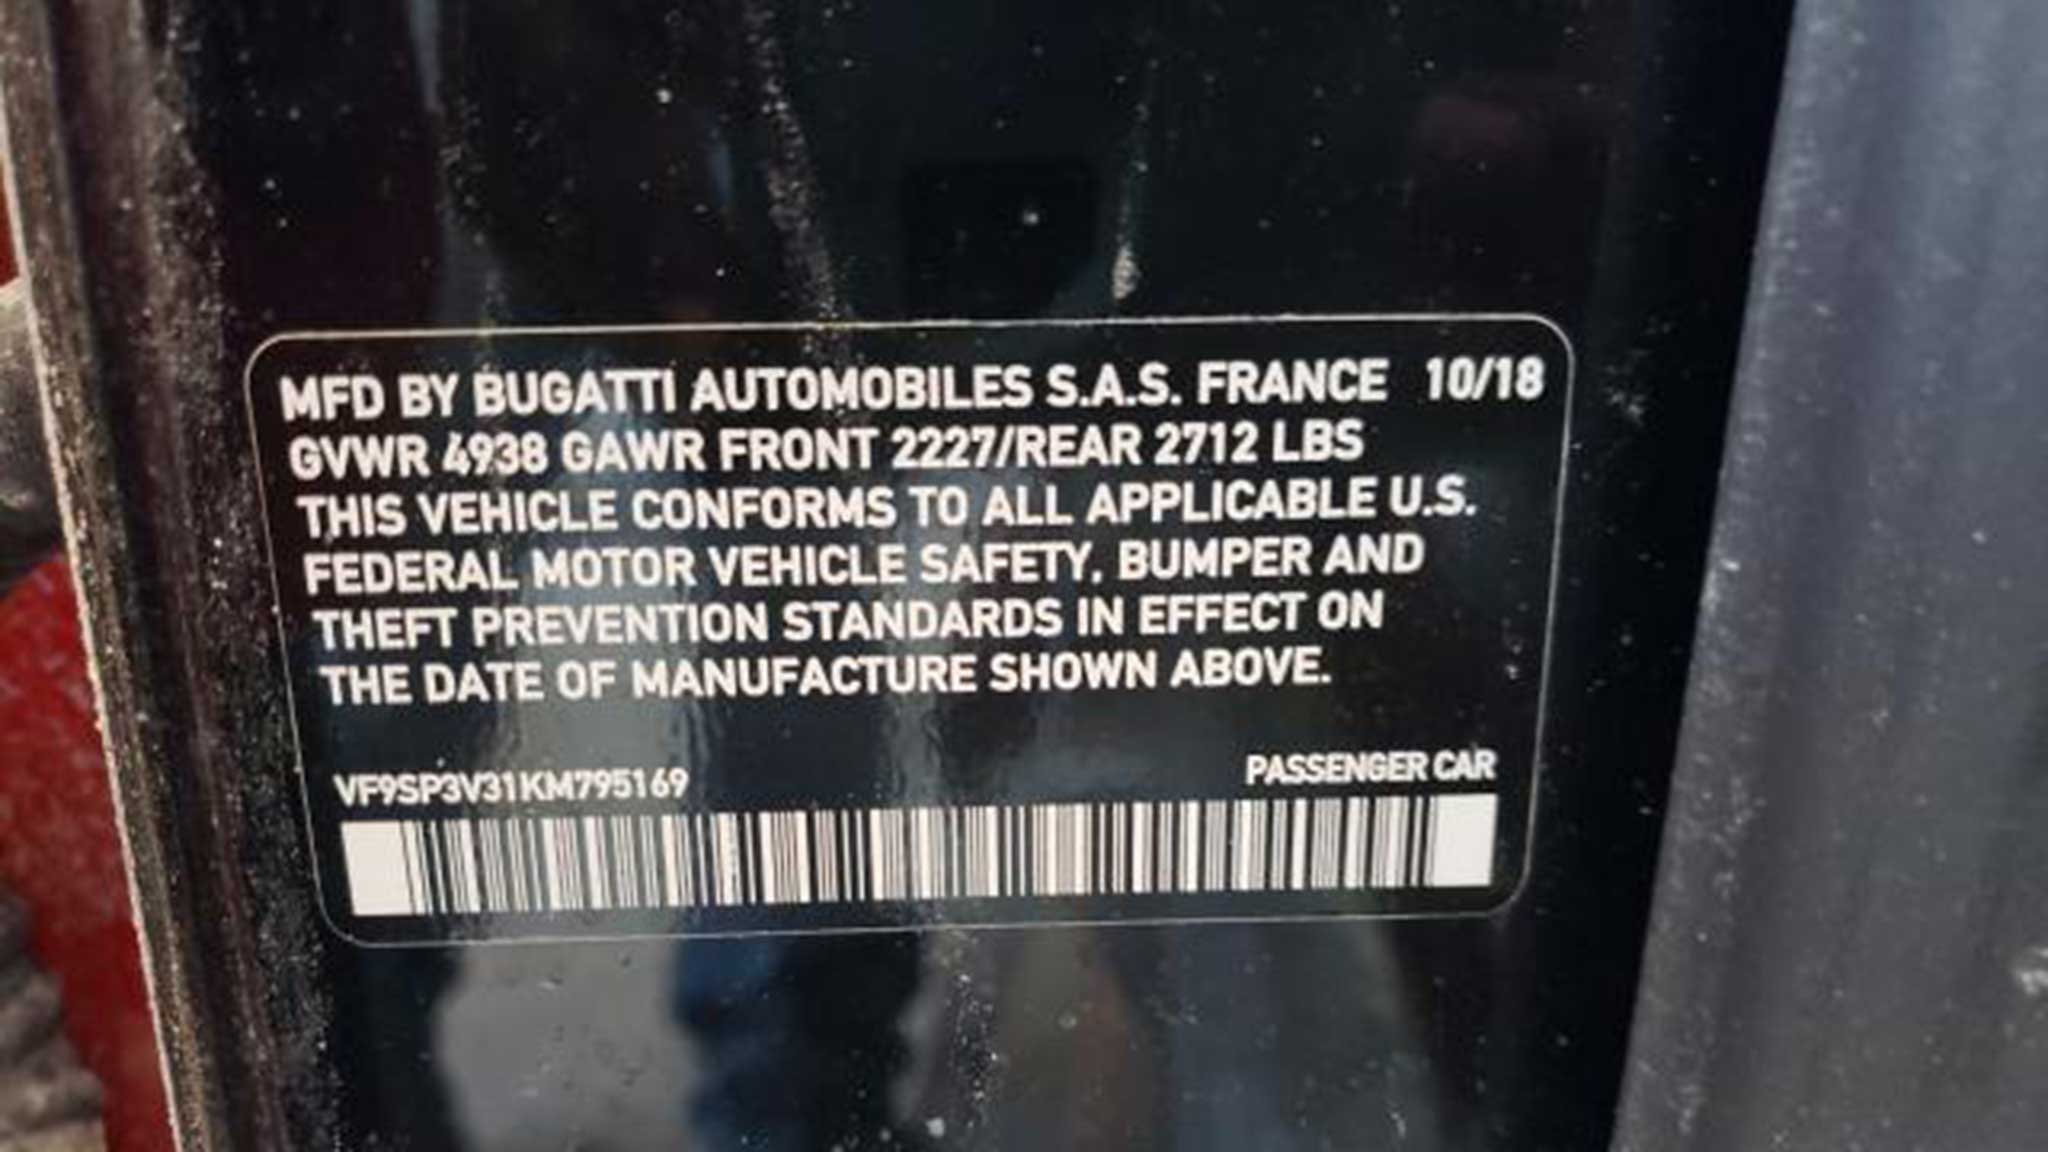 MFD BY BUGATTI AUTOMOBILES S.A.S. FRANCE 10/18
GVWR 4938 GAWR FRONT 2227/REAR 2712 LBS
THIS VEHICLE CONFORMS TO ALL APPLICABLE U.S.
FEDERAL MOTOR VEHICLE SAFETY, BUMPER AND
THEFT PREVENTION STANDARDS IN EFFECT ON
THE DATE OF MANUFACTURE SHOWN ABOVE.
VF9SP3V31KM795169 PASSENGER CAR